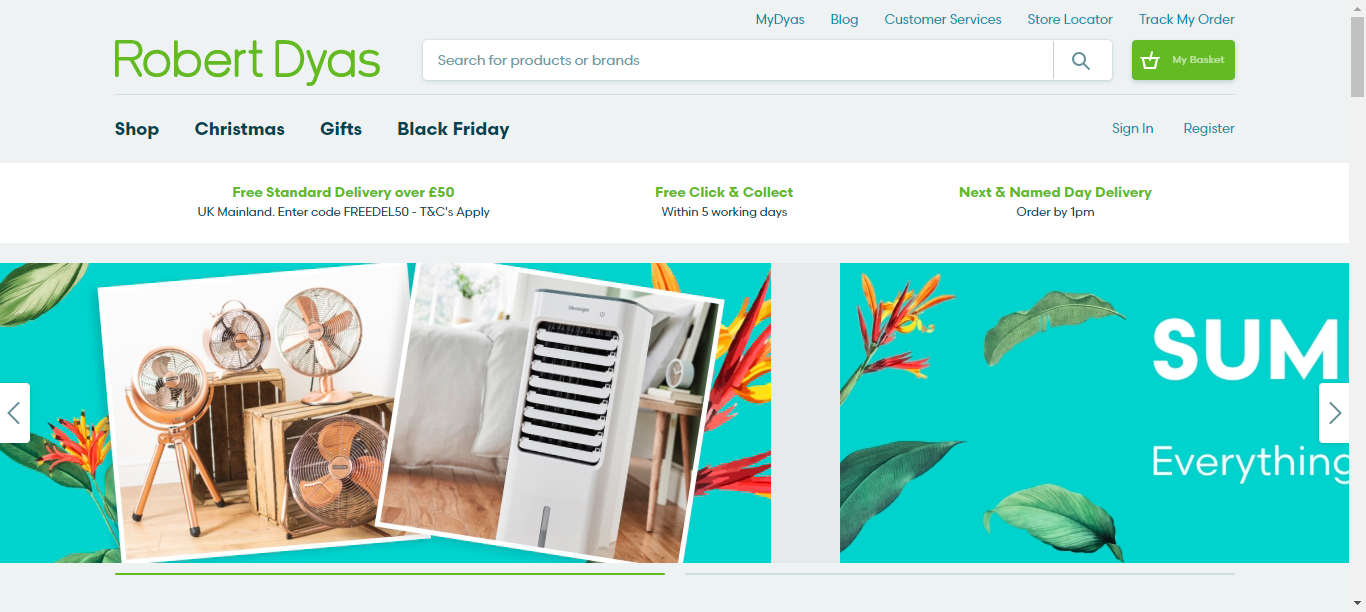 MyDyas Blog Customer Services Store Locator Track My Order
Robert Dyas
Search for products or brands
My Basket
Shop Christmas Gifts Black Friday
Sign In Register
Free Standard Delivery over £50
UK Mainland. Enter code FREEDEL50 - T&C's Apply
Free Click & Collect
Within 5 working days
Next & Named Day Delivery
Order by 1pm
SUM
Everything